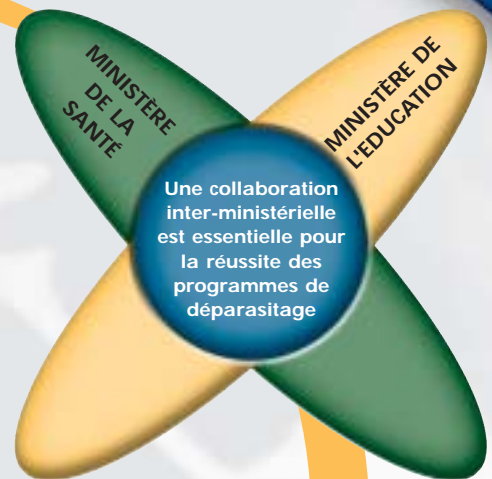 MINISTÈRE
DE LA
SANTÉ
MINISTÈRE DE
L'EDUCATION
Une collaboration
inter-ministérielle
est essentielle pour
la réussite des
programmes de
déparasitage